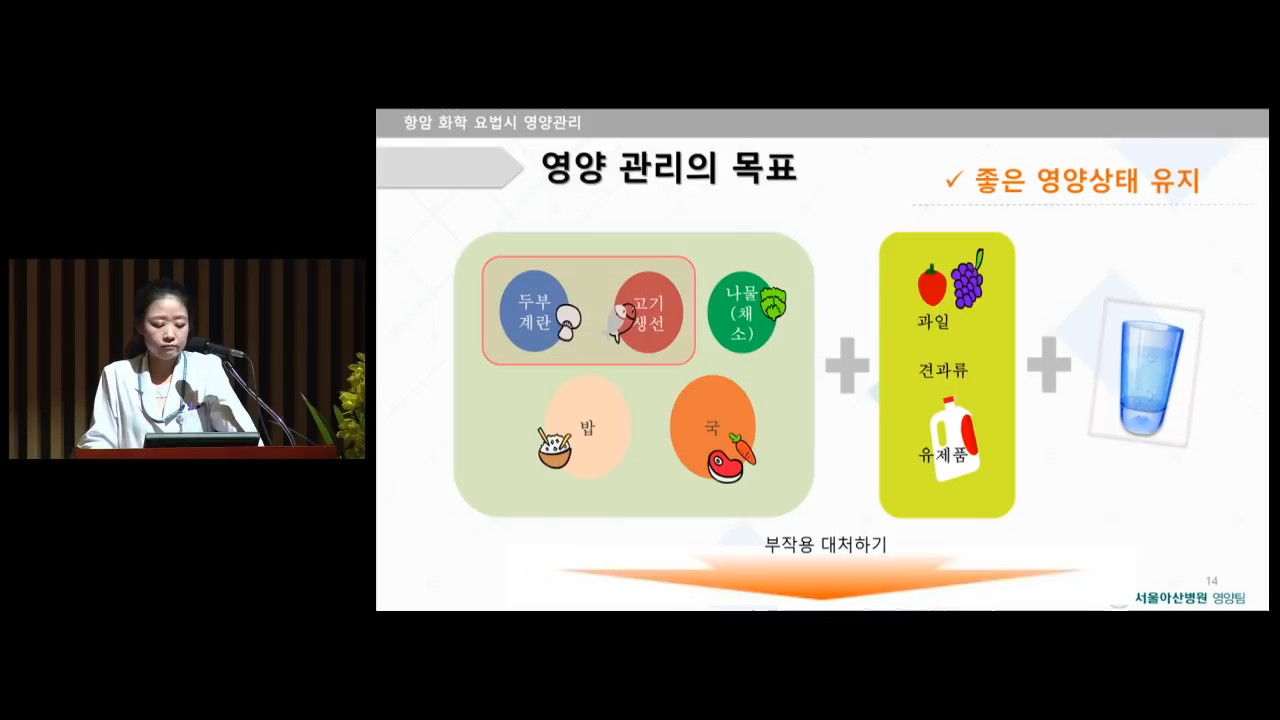 항암 화학 요법시 영양관리
영양 관리의 목표
✓ 좋은 영양상태 유지
두부
계란
고기
생선
나물
(채
소)
밥
국
과일
견과류
유제품
부작용 대처하기
14
서울아산병원 영양팀